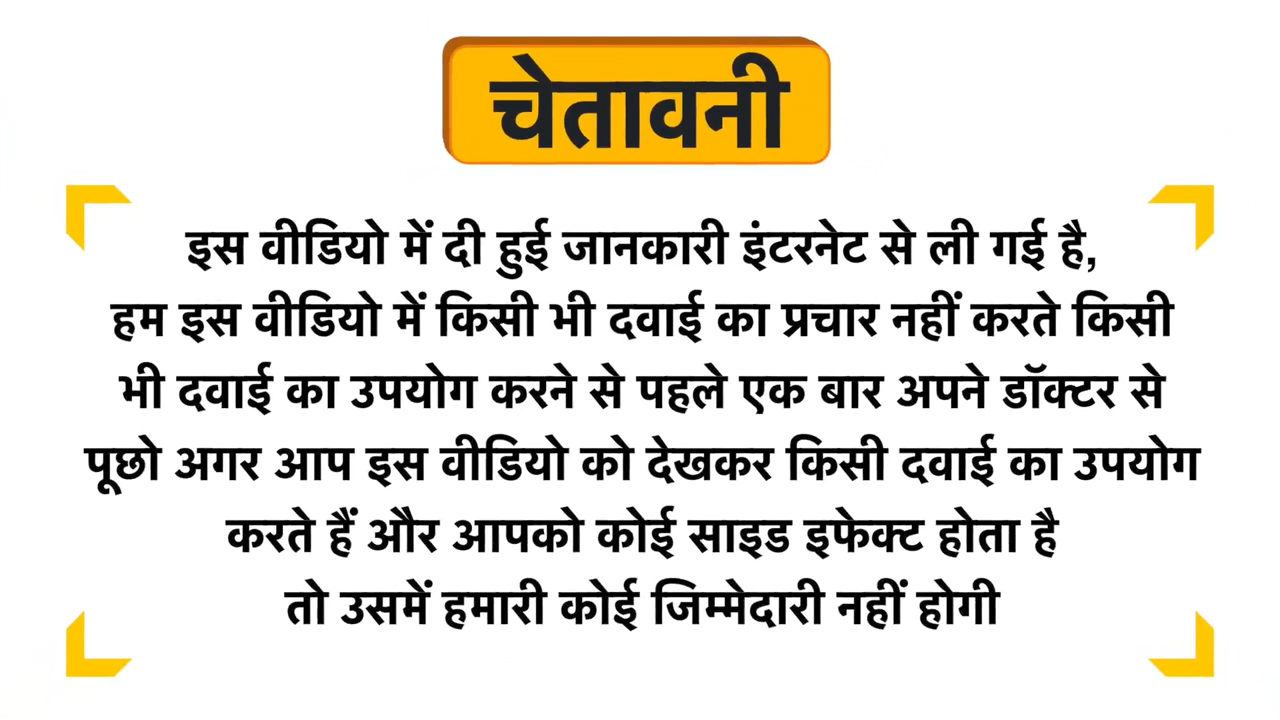 चेतावनी
इस वीडियो में दी हुई जानकारी इंटरनेट से ली गई है,
हम इस वीडियो में किसी भी दवाई का प्रचार नहीं करते किसी
भी दवाई का उपयोग करने से पहले एक बार अपने डॉक्टर से
पूछो अगर आप इस वीडियो को देखकर किसी दवाई का उपयोग
करते हैं और आपको कोई साइड इफेक्ट होता है
तो उसमें हमारी कोई जिम्मेदारी नहीं होगी